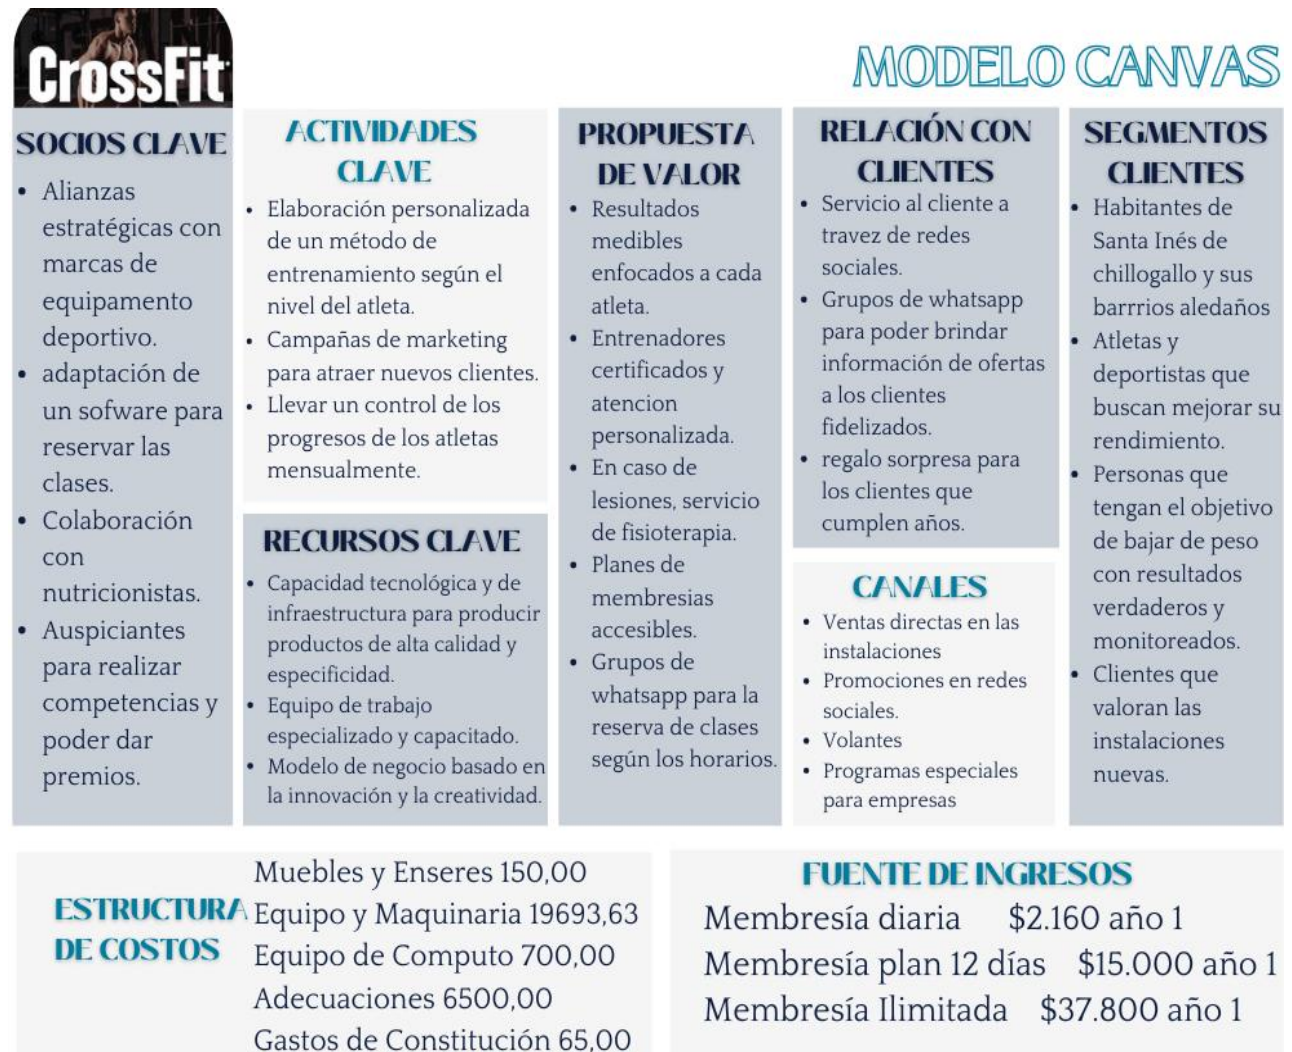 CrossFit
MODELO CANVAS
SOCIOS CLAVE
• Alianzas
estratégicas con
marcas de
equipamento
deportivo.
• adaptación de
un sofware para
reservar las
clases.
• Colaboración
con
nutricionistas.
• Auspiciantes
para realizar
competencias y
poder dar
premios.
ACTIVIDADES
CLAVE
• Elaboración personalizada
de un método de
entrenamiento según el
nivel del atleta.
• Campañas de marketing
para atraer nuevos clientes.
• Llevar un control de los
progresos de los atletas
mensualmente.
RECURSOS CLAVE
• Capacidad tecnológica y de
infraestructura para producir
productos de alta calidad y
especificidad.
• Equipo de trabajo
especializado y capacitado.
• Modelo de negocio basado en
la innovación y la creatividad.
PROPUESTA
DE VALOR
• Resultados
medibles
enfocados a cada
atleta.
• Entrenadores
certificados y
atencion
personalizada.
• En caso de
lesiones, servicio
de fisioterapia.
• Planes de
membresias
accesibles.
• Grupos de
whatsapp para la
reserva de clases
según los horarios.
RELACIÓN CON
CLIENTES
• Servicio al cliente a
travez de redes
sociales.
• Grupos de whatsapp
para poder brindar
información de ofertas
a los clientes
fidelizados.
• regalo sorpresa para
los clientes que
cumplen años.
CANALES
• Ventas directas en las
instalaciones
• Promociones en redes
sociales.
• Volantes
• Programas especiales
para empresas
SEGMENTOS
CLIENTES
• Habitantes de
Santa Inés de
chillogallo y sus
barrrios aledaños
• Atletas y
deportistas que
buscan mejorar su
rendimiento.
• Personas que
tengan el objetivo
de bajar de peso
con resultados
verdaderos y
monitoreados.
• Clientes que
valoran las
instalaciones
nuevas.
ESTRUCTURA
DE COSTOS
Muebles y Enseres 150,00
Equipo y Maquinaria 19693,63
Equipo de Computo 700,00
Adecuaciones 6500,00
Gastos de Constitución 65,00
FUENTE DE INGRESOS
Membresía diaria $2.160 año 1
Membresía plan 12 días $15.000 año 1
Membresía Ilimitada $37.800 año 1